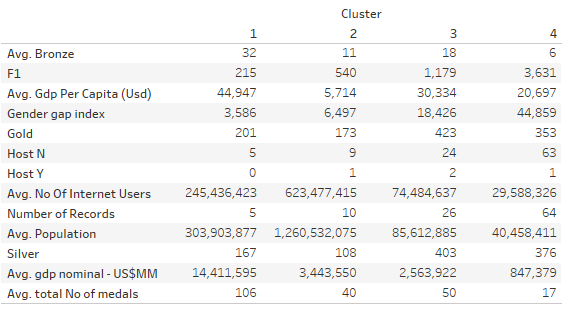 Cluster
1 2 3 4
Avg. Bronze 32 11 18 6
F1 215 540 1,179 3,631
Avg. Gdp Per Capita (Usd) 44,947 5,714 30,334 20,697
Gender gap index 3,586 6,497 18,426 44,859
Gold 201 173 423 353
Host N 5 9 24 63
Host Y 0 1 2 1
Avg. No Of Internet Users 245,436,423 623,477,415 74,484,637 29,588,326
Number of Records 5 10 26 64
Avg. Population 303,903,877 1,260,532,075 85,612,885 40,458,411
Silver 167 108 403 376
Avg. gdp nominal - US$MM 14,411,595 3,443,550 2,563,922 847,379
Avg. total No of medals 106 40 50 17